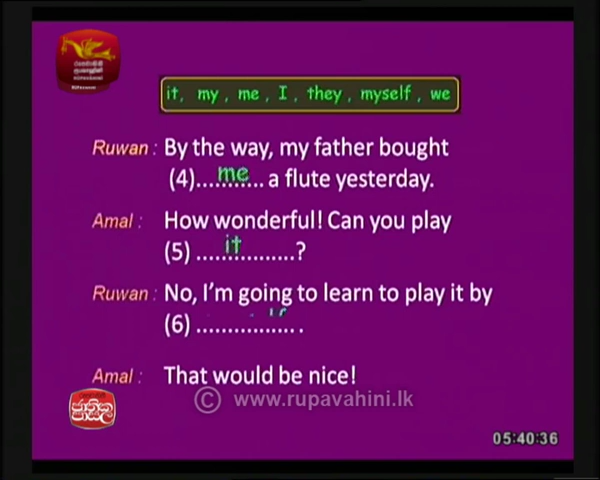 it, my, me, I, they, myself, we
Ruwan : By the way, my father bought
(4)...me...... a flute yesterday.
Amal : How wonderful! Can you play
(5) .....it..........?
Ruwan : No, I'm going to learn to play it by
(6) ............... .
Amal : That would be nice!
© www.rupavahini.lk
05:40:36